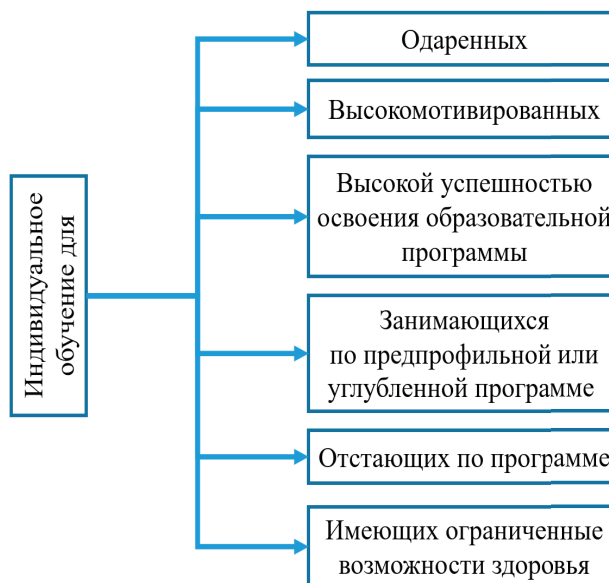 Индивидуальное
обучение для
Одаренных
Высокомотивированных
Высокой успешностью
освоения образовательной
программы
Занимающихся
по предпрофильной или
углубленной программе
Отстающих по программе
Имеющих ограниченные
возможности здоровья